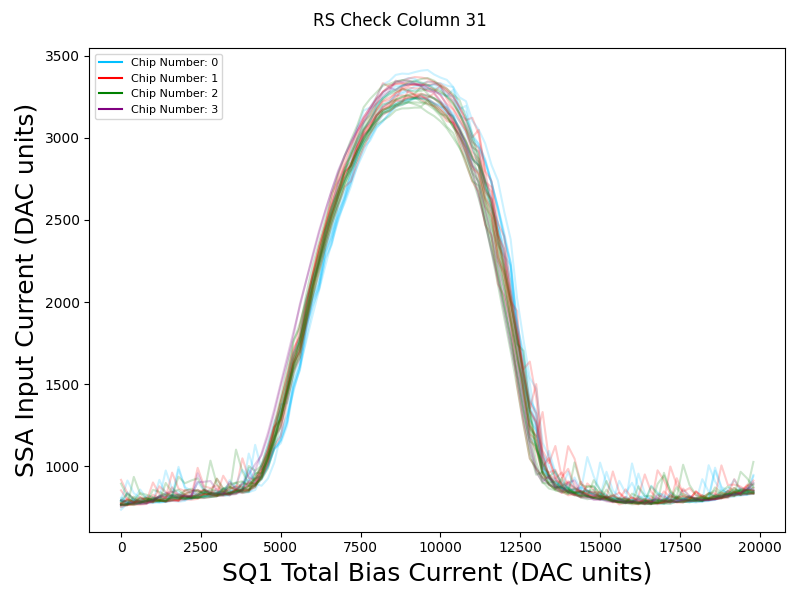 RS Check Column 31
3500
3000
2500
2000
1500
1000
SSA Input Current (DAC units)
Chip Number: 0
Chip Number: 1
Chip Number: 2
Chip Number: 3
0 2500 5000 7500 10000 12500 15000 17500 20000
SQ1 Total Bias Current (DAC units)